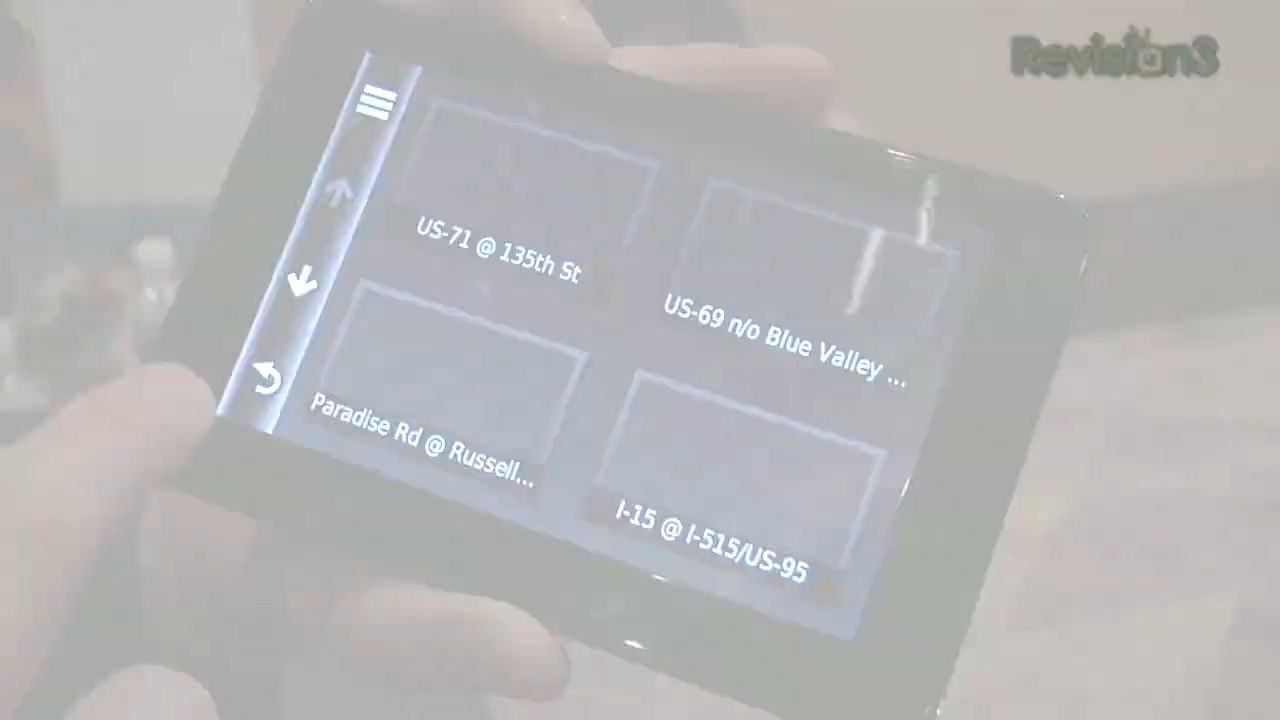 Revision3
US-71 @ 135th St
US-69 n/o Blue Valley ...
Paradise Rd @ Russell...
I-15 @ I-515/US-95